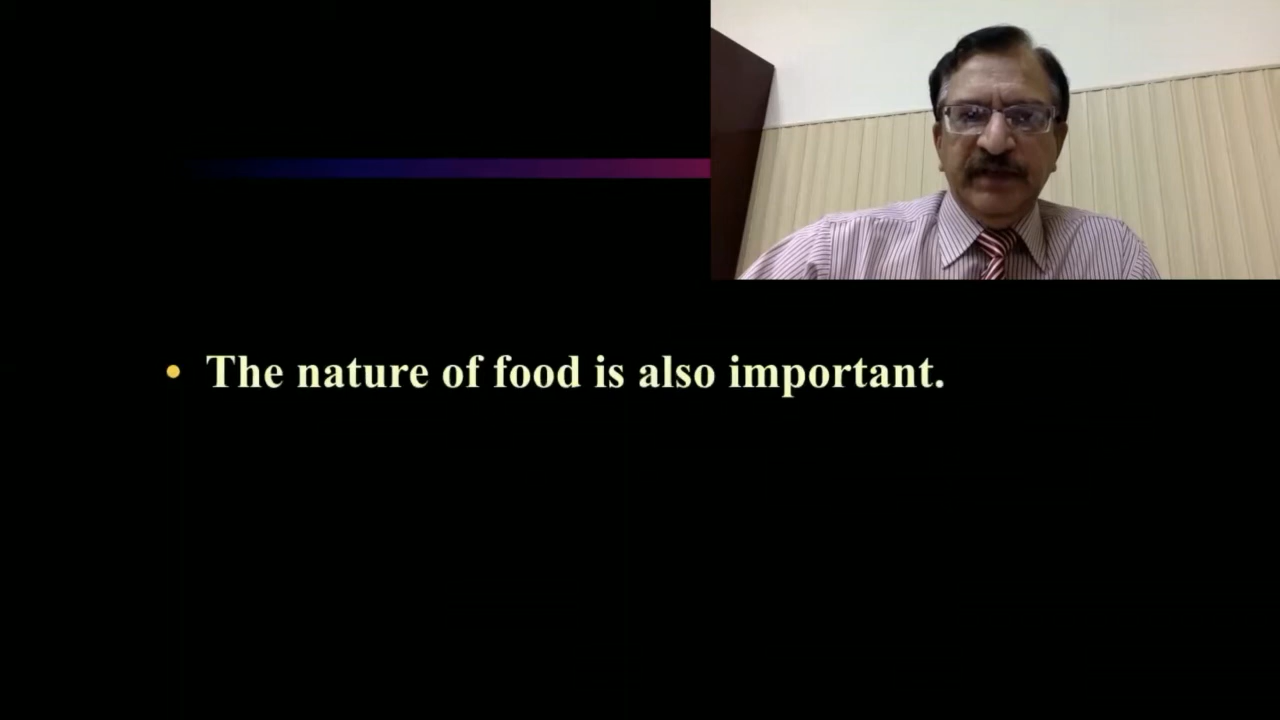 • The nature of food is also important.